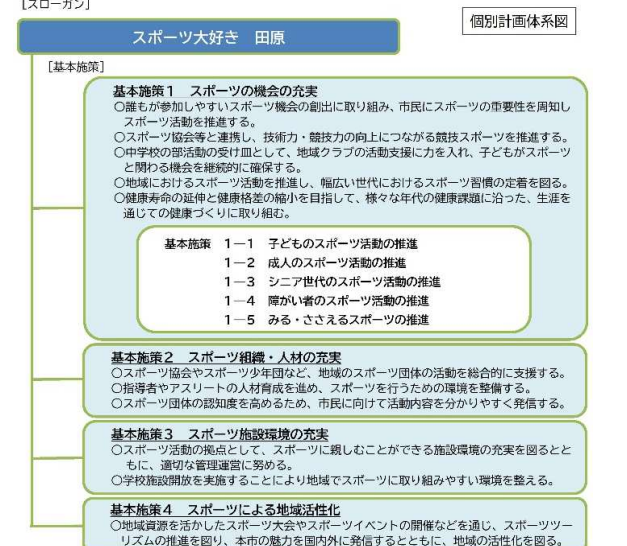 [スローガン]
個別計画体系図
スポーツ大好き 田原
[基本施策]
基本施策1 スポーツの機会の充実
○誰もが参加しやすいスポーツ機会の創出に取り組み、市民にスポーツの重要性を周知し
スポーツ活動を推進する。
○スポーツ協会等と連携し、技術力・競技力の向上につながる競技スポーツを推進する。
○中学校の部活動の受け皿として、地域クラブの活動支援に力を入れ、子どもがスポーツ
と関わる機会を継続的に確保する。
○地域におけるスポーツ活動を推進し、幅広い世代におけるスポーツ習慣の定着を図る。
○健康寿命の延伸と健康格差の縮小を目指して、様々な年代の健康課題に沿った、生涯を
通じての健康づくりに取り組む。
基本施策 1―1 子どものスポーツ活動の推進
1―2 成人のスポーツ活動の推進
1―3 シニア世代のスポーツ活動の推進
1―4 障がい者のスポーツ活動の推進
1―5 みる・ささえるスポーツの推進
基本施策2 スポーツ組織・人材の充実
○スポーツ協会やスポーツ少年団など、地域のスポーツ団体の活動を総合的に支援する。
○指導者やアスリートの人材育成を進め、スポーツを行うための環境を整備する。
○スポーツ団体の認知度を高めるため、市民に向けて活動内容を分かりやすく発信する。
基本施策3 スポーツ施設環境の充実
○スポーツ活動の拠点として、スポーツに親しむことができる施設環境の充実を図るとと
もに、適切な管理運営に努める。
○学校施設開放を実施することにより地域でスポーツに取り組みやすい環境を整える。
基本施策4 スポーツによる地域活性化
○地域資源を活かしたスポーツ大会やスポーツイベントの開催などを通じ、スポーツツー
リズムの推進を図り、本市の魅力を国内外に発信するとともに、地域の活性化を図る。